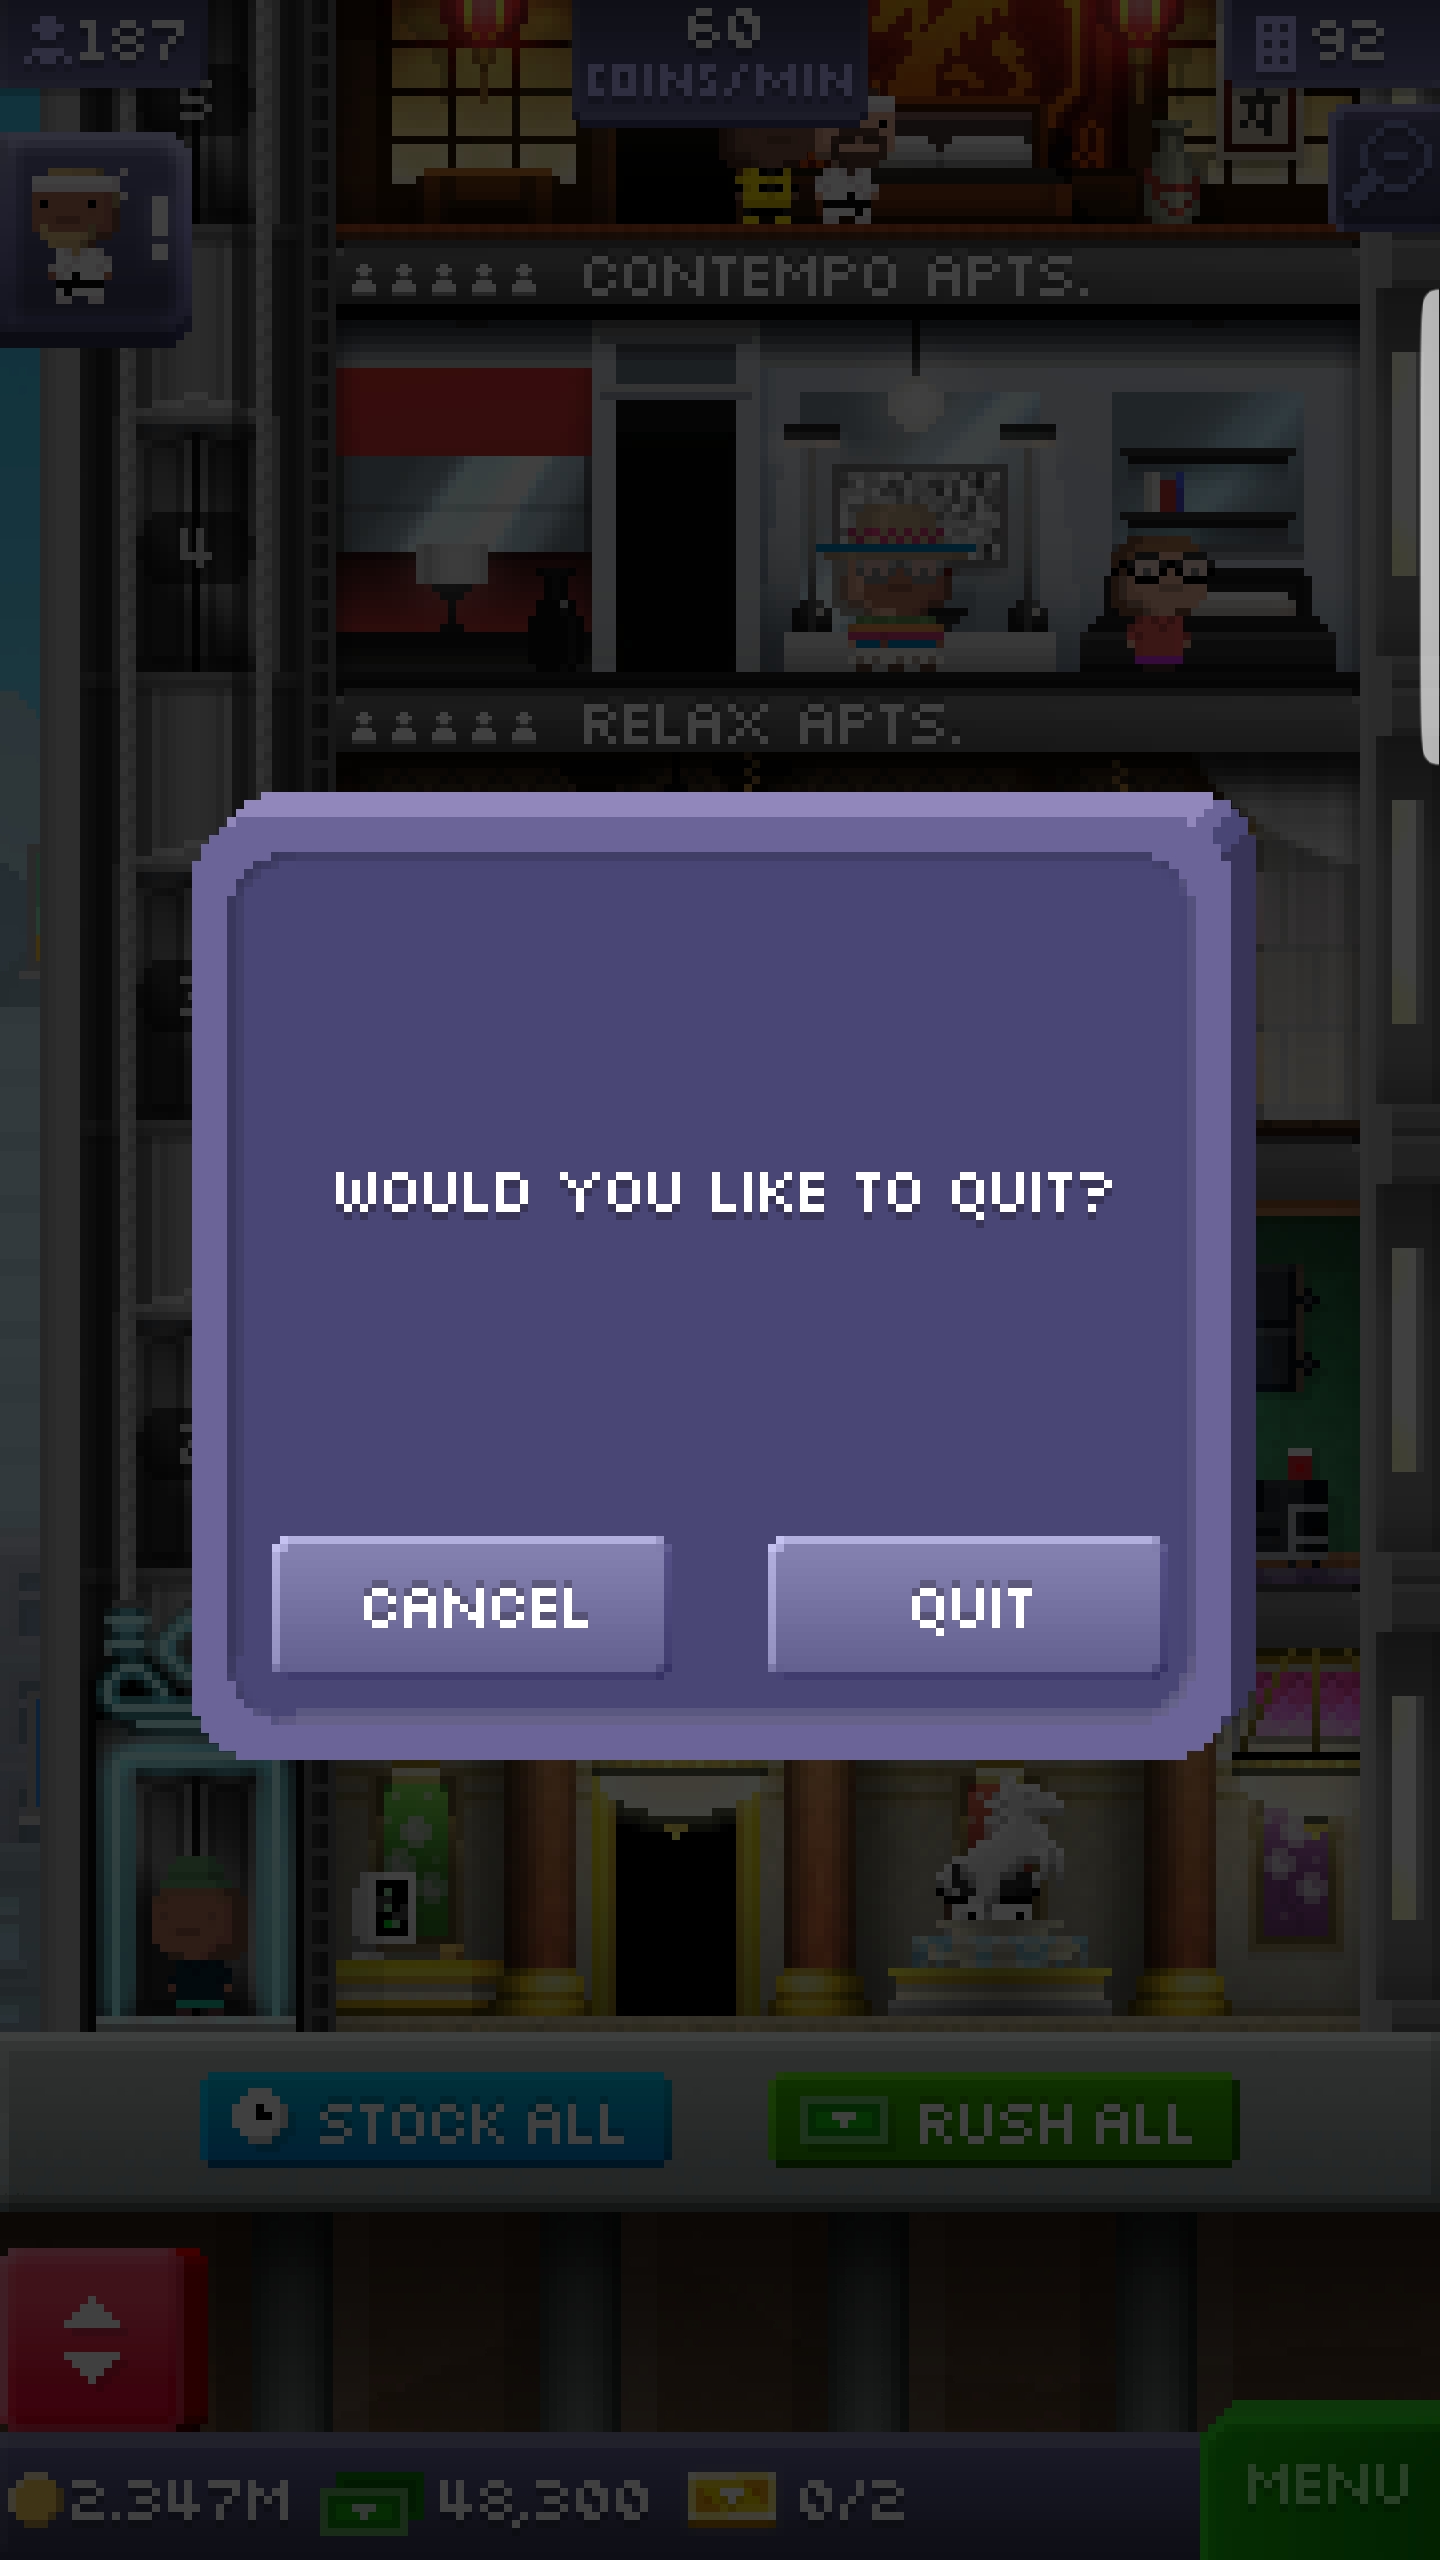 187
60
COINS/MIN
92
5
!
CONTEMPO APTS.
4
RELAX APTS.
WOULD YOU LIKE TO QUIT?
CANCEL
QUIT
STOCK ALL
RUSH ALL
2.347M
48,300
0/2
MENU